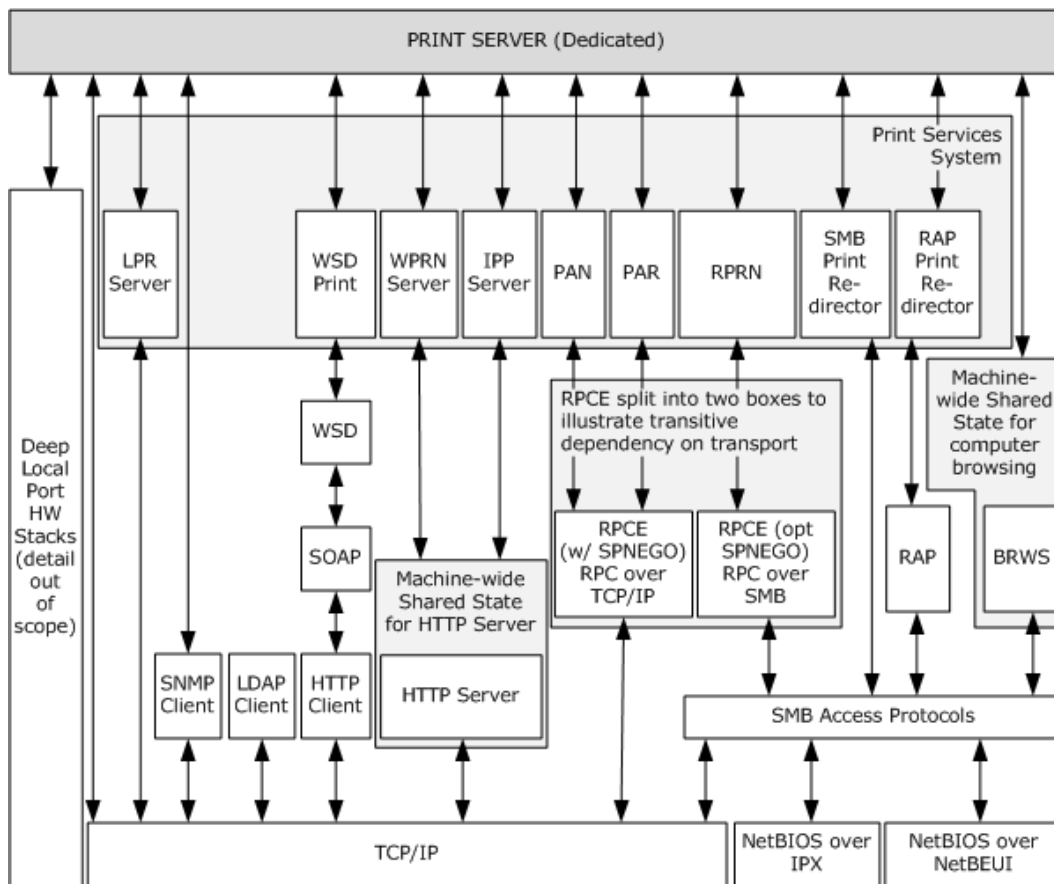 PRINT SERVER (Dedicated)
Print Services
System
LPR
Server
WSD
Print
WPRN
Server
IPP
Server
PAN
PAR
RPRN
SMB
Print
Re-
director
RAP
Print
Re-
director
Deep
Local
Port
HW
Stacks
(detail
out
of
scope)
WSD
RPCE split into two boxes to
illustrate transitive
dependency on transport
Machine-
wide Shared
State for
computer
browsing
SOAP
RPCE
(w/ SPNEGO)
RPC over
TCP/IP
RPCE (opt
SPNEGO)
RPC over
SMB
RAP
BRWS
Machine-wide
Shared State
for HTTP Server
SNMP
Client
LDAP
Client
HTTP
Client
HTTP Server
SMB Access Protocols
TCP/IP
NetBIOS over
IPX
NetBIOS over
NetBEUI